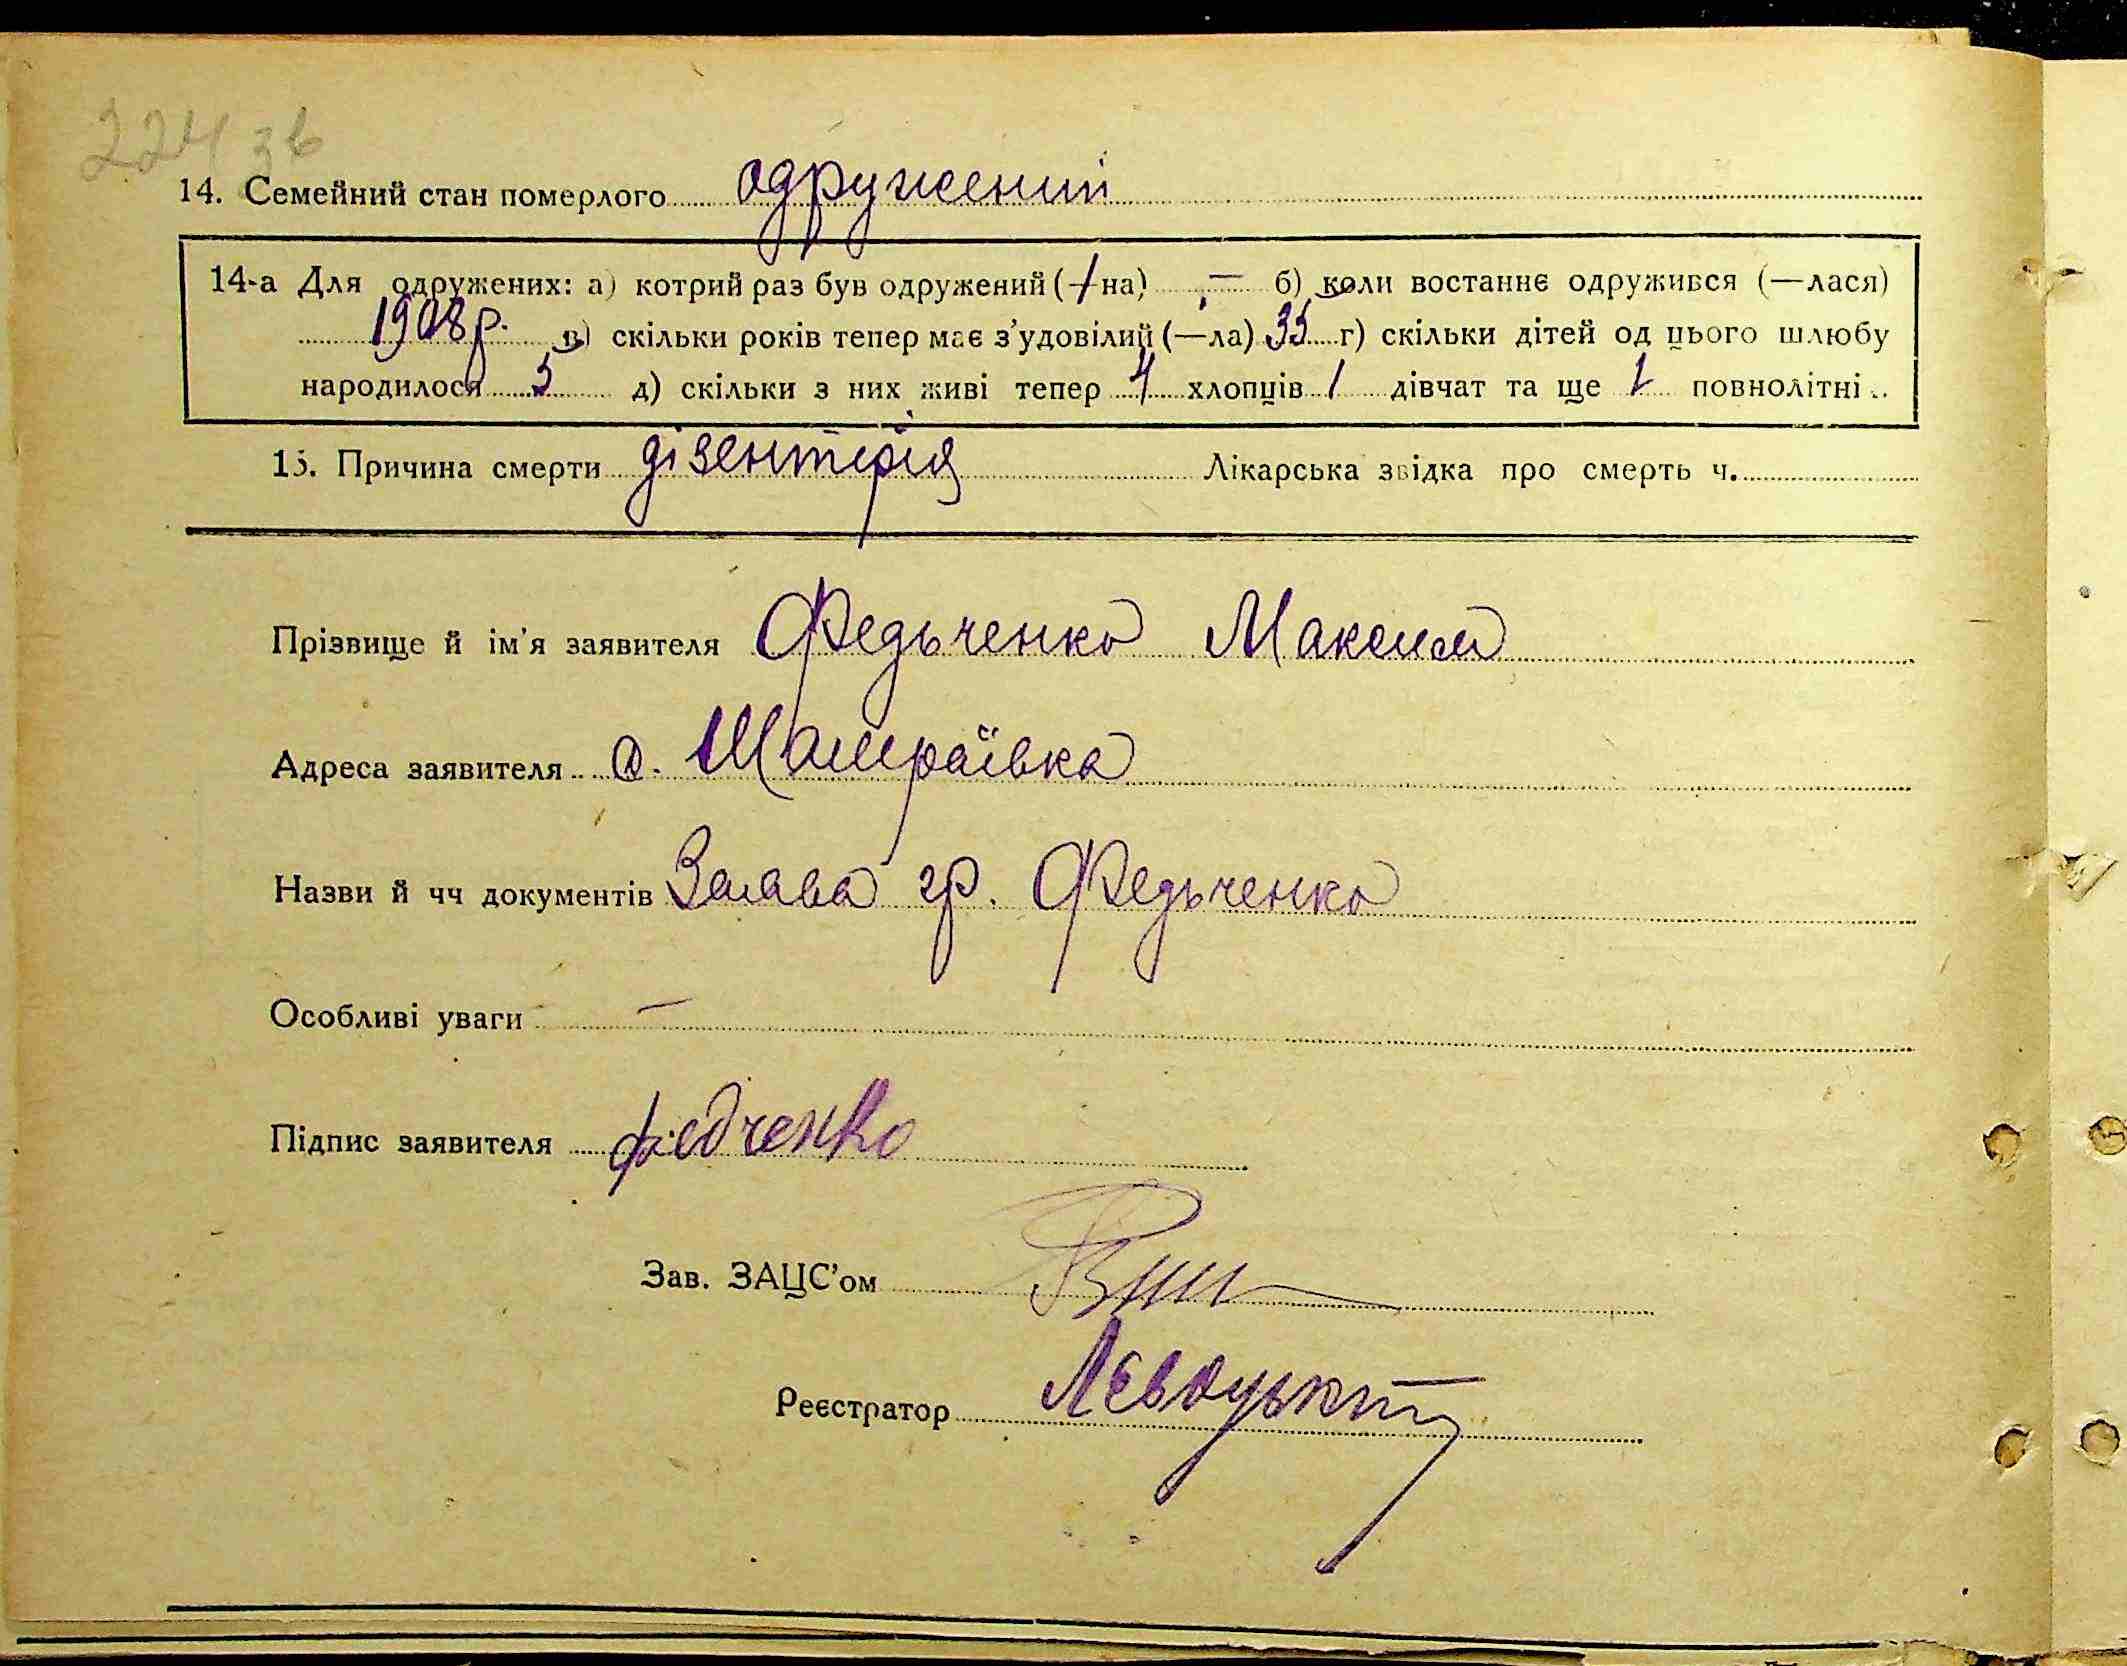 224 зв
14. Семейний стан померлого одружений
14-а Для одружених: а) котрий раз був одружений (—на) — б) коли востаннє одружився (—лася)
1908 р. в) скільки років тепер має з'удовілий (—ла) 35 г) скільки дітей од цього шлюбу
народилося 5 д) скільки з них живі тепер 4 хлопців 1 дівчат та ще 1 повнолітні..
15. Причина смерти дізентерія Лікарська звідка про смерть ч.
Прізвище й ім'я заявителя Федьченко Максим
Адреса заявителя с. Шамраївка
Назви й чч документів Заява гр. Федьченко
Особливі уваги —
Підпис заявителя Федченко
Зав. ЗАЦС'ом
Реєстратор